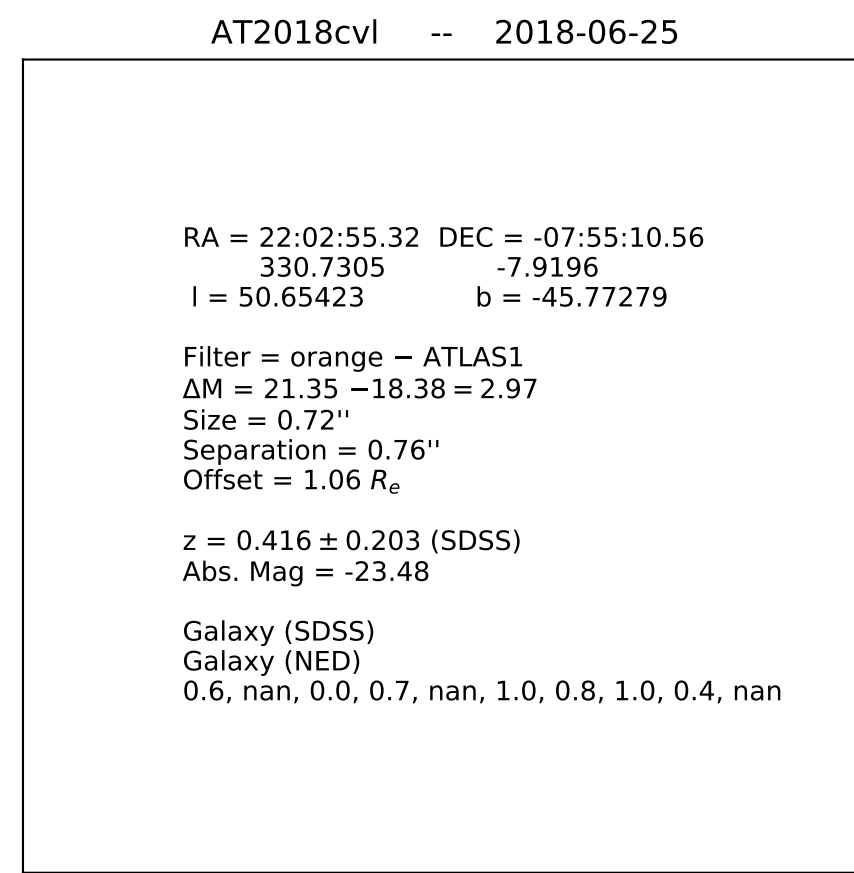 AT2018cvl -- 2018-06-25
RA = 22:02:55.32 DEC = -07:55:10.56
330.7305 -7.9196
l = 50.65423 b = -45.77279
Filter = orange − ATLAS1
ΔM = 21.35 −18.38 = 2.97
Size = 0.72''
Separation = 0.76''
Offset = 1.06 Re
z = 0.416 ± 0.203 (SDSS)
Abs. Mag = -23.48
Galaxy (SDSS)
Galaxy (NED)
0.6, nan, 0.0, 0.7, nan, 1.0, 0.8, 1.0, 0.4, nan